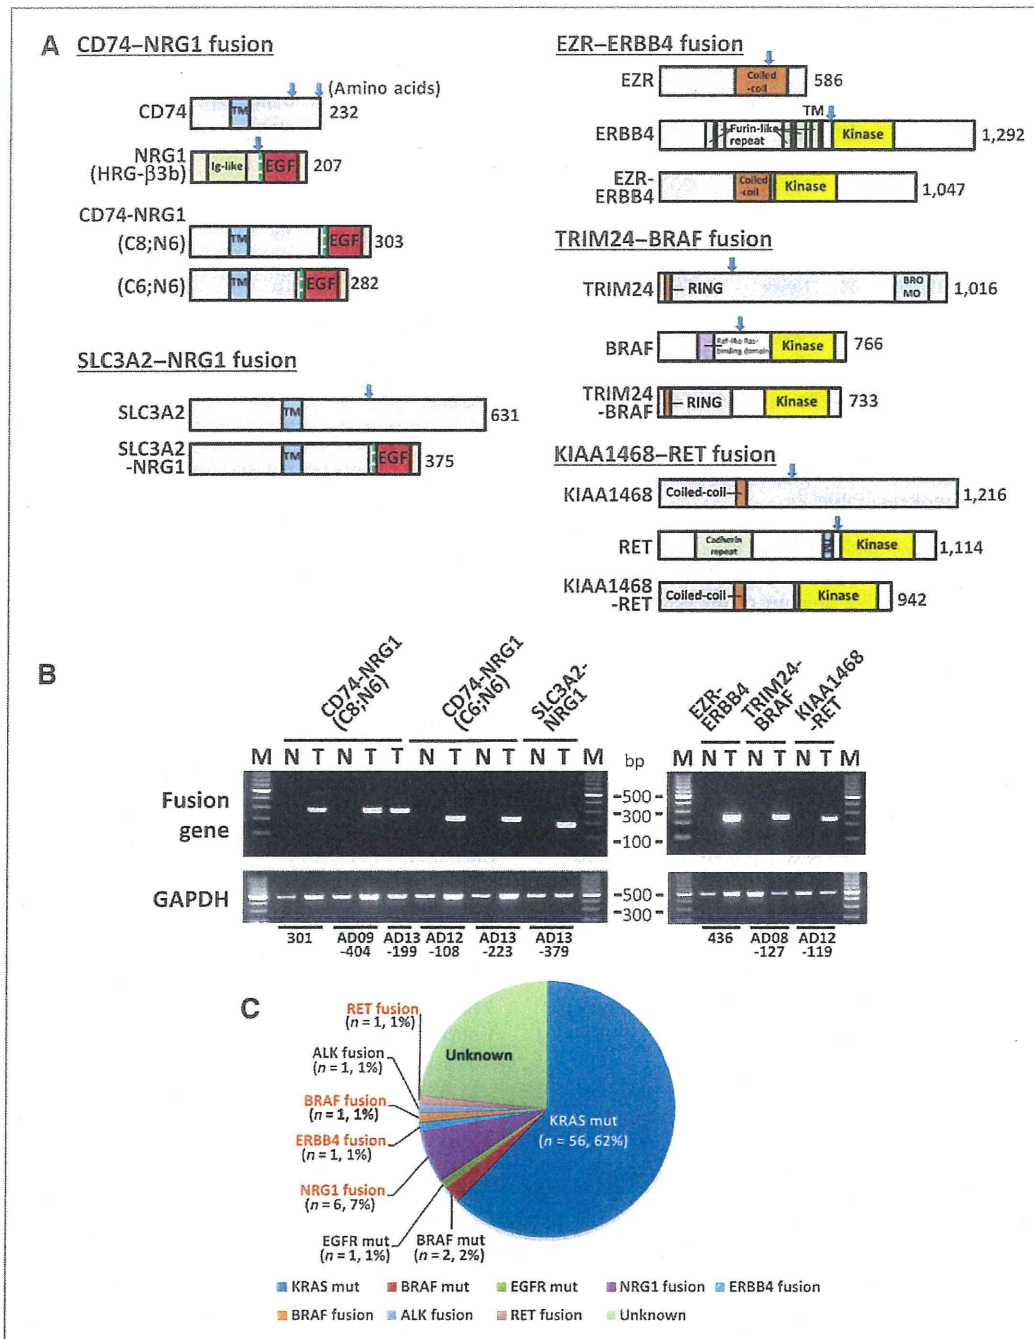 A
CD74–NRG1 fusion
(Amino acids)
CD74
TM
232
NRG1
(HRG-β3b)
Ig-like
EGF
207
CD74-NRG1
(C8;N6)
TM
EGF
303
(C6;N6)
TM
EGF
282
SLC3A2–NRG1 fusion
SLC3A2
TM
631
SLC3A2
-NRG1
TM
EGF
375
EZR–ERBB4 fusion
EZR
Coiled
-coil
586
TM
ERBB4
Furin-like
repeat
Kinase
1,292
EZR-
ERBB4
Coiled
-coil
Kinase
1,047
TRIM24–BRAF fusion
TRIM24
RING
BRO
MO
1,016
BRAF
Raf-like Ras-
binding domain
Kinase
766
TRIM24
-BRAF
RING
Kinase
733
KIAA1468–RET fusion
KIAA1468
Coiled-coil
1,216
RET
Cadherin
repeat
Kinase
1,114
KIAA1468
-RET
Coiled-coil
Kinase
942
B
CD74-NRG1
(C8;N6)
CD74-NRG1
(C6;N6)
SLC3A2-
NRG1
EZR-
ERBB4
TRIM24-
BRAF
KIAA1468
-RET
M N T N T T N T N T N T M bp M N T N T N T M
Fusion
gene
-500-
-300-
-100-
GAPDH
-500-
-300-
301
AD09
-404
AD13
-199
AD12
-108
AD13
-223
AD13
-379
436
AD08
-127
AD12
-119
C
RET fusion
(n = 1, 1%)
ALK fusion
(n = 1, 1%)
BRAF fusion
(n = 1, 1%)
ERBB4 fusion
(n = 1, 1%)
NRG1 fusion
(n = 6, 7%)
EGFR mut
(n = 1, 1%)
BRAF mut
(n = 2, 2%)
Unknown
KRAS mut
(n = 56, 62%)
KRAS mut BRAF mut EGFR mut NRG1 fusion ERBB4 fusion
BRAF fusion ALK fusion RET fusion Unknown